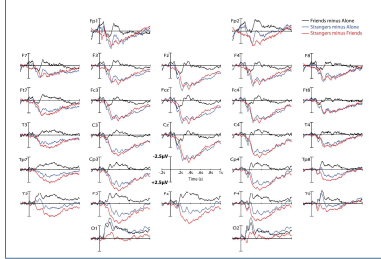 Fp1
Fp2
Friends minus Alone
Strangers minus Alone
Strangers minus Friends
F7
F3
Fz
F4
F8
Ft7
Fc3
Fcz
Fc4
Ft8
T3
C3
Cz
C4
T4
-2.5μV
Tp7
Cp3
Cp4
Tp8
Time (s)
+2.5μV
T5
P3
Pz
P4
T6
O1
O2